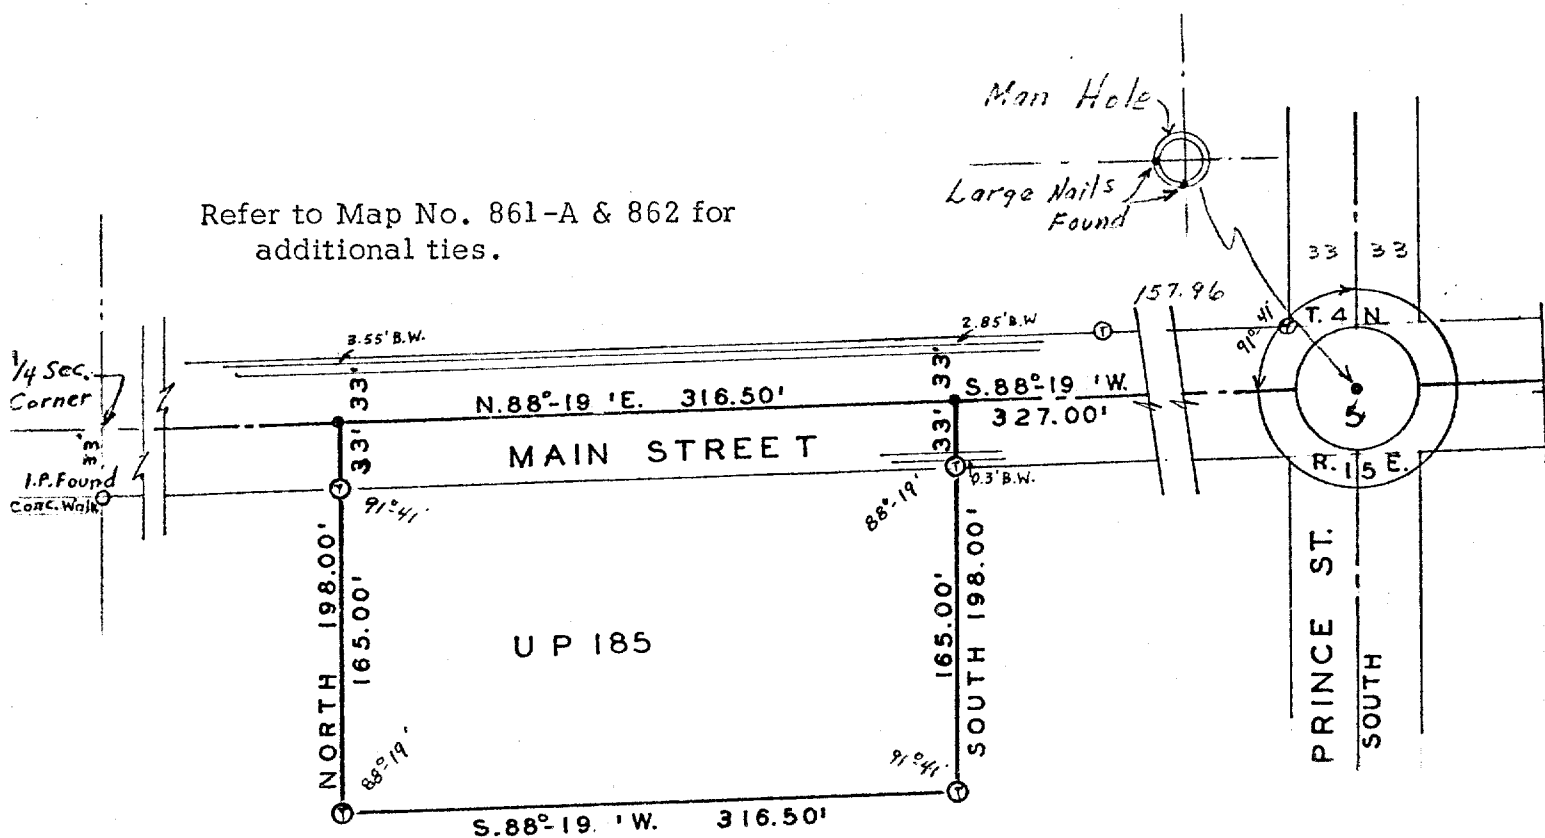 Man Hole
Large Nails
Found
Refer to Map No. 861-A & 862 for
additional ties.
33 33
157.96
91°-41'
T. 4 N.
3.55' B.W.
2.85' B.W
1/4 Sec.
Corner
33'
33'
N. 88°-19 'E. 316.50'
S. 88°-19 'W.
327.00'
33'
33'
MAIN STREET
5
R. 15 E.
I.P. Found
Conc. Walk
0.3' B.W.
91°-41'
88°-19'
NORTH 198.00'
165.00'
165.00'
SOUTH 198.00'
U P 185
PRINCE ST.
SOUTH
88°-19'
91°-41'
S. 88°-19. 'W. 316.50'
T
T
T
T
T